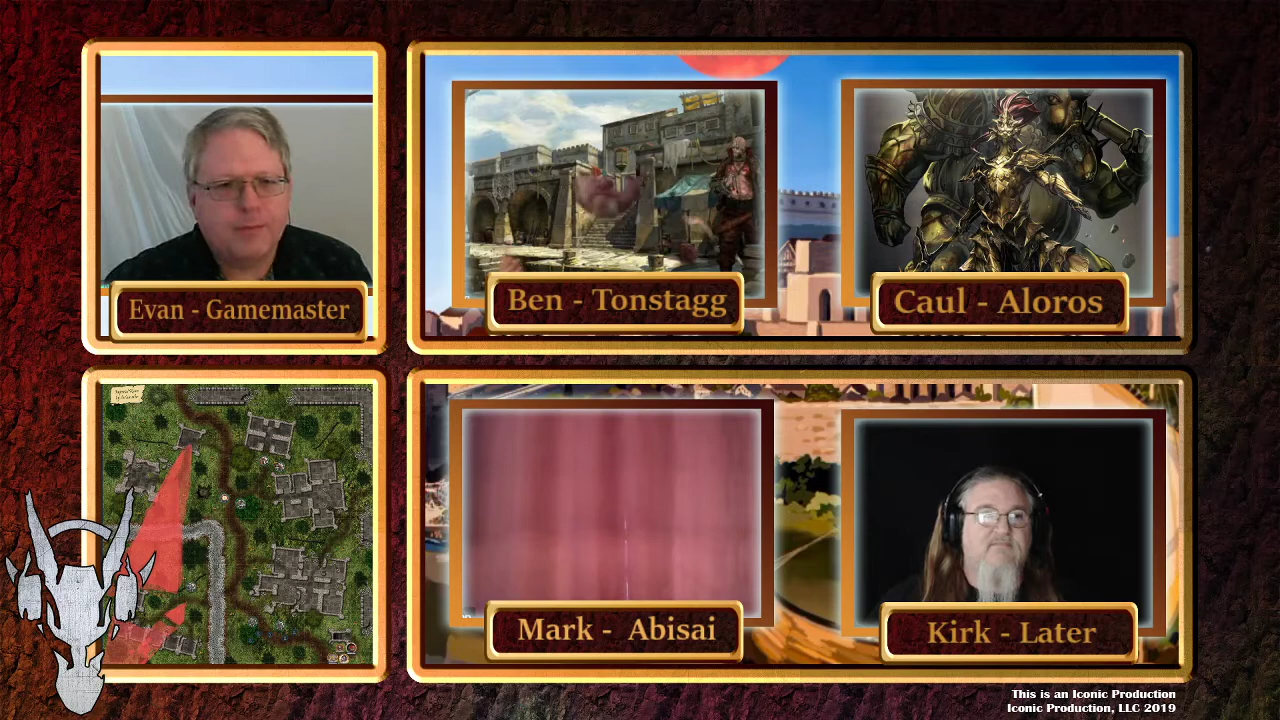 Evan - Gamemaster
Ben - Tonstagg
Caul - Aloros
Mark - Abisai
Kirk - Later
This is an Iconic Production
Iconic Production, LLC 2019